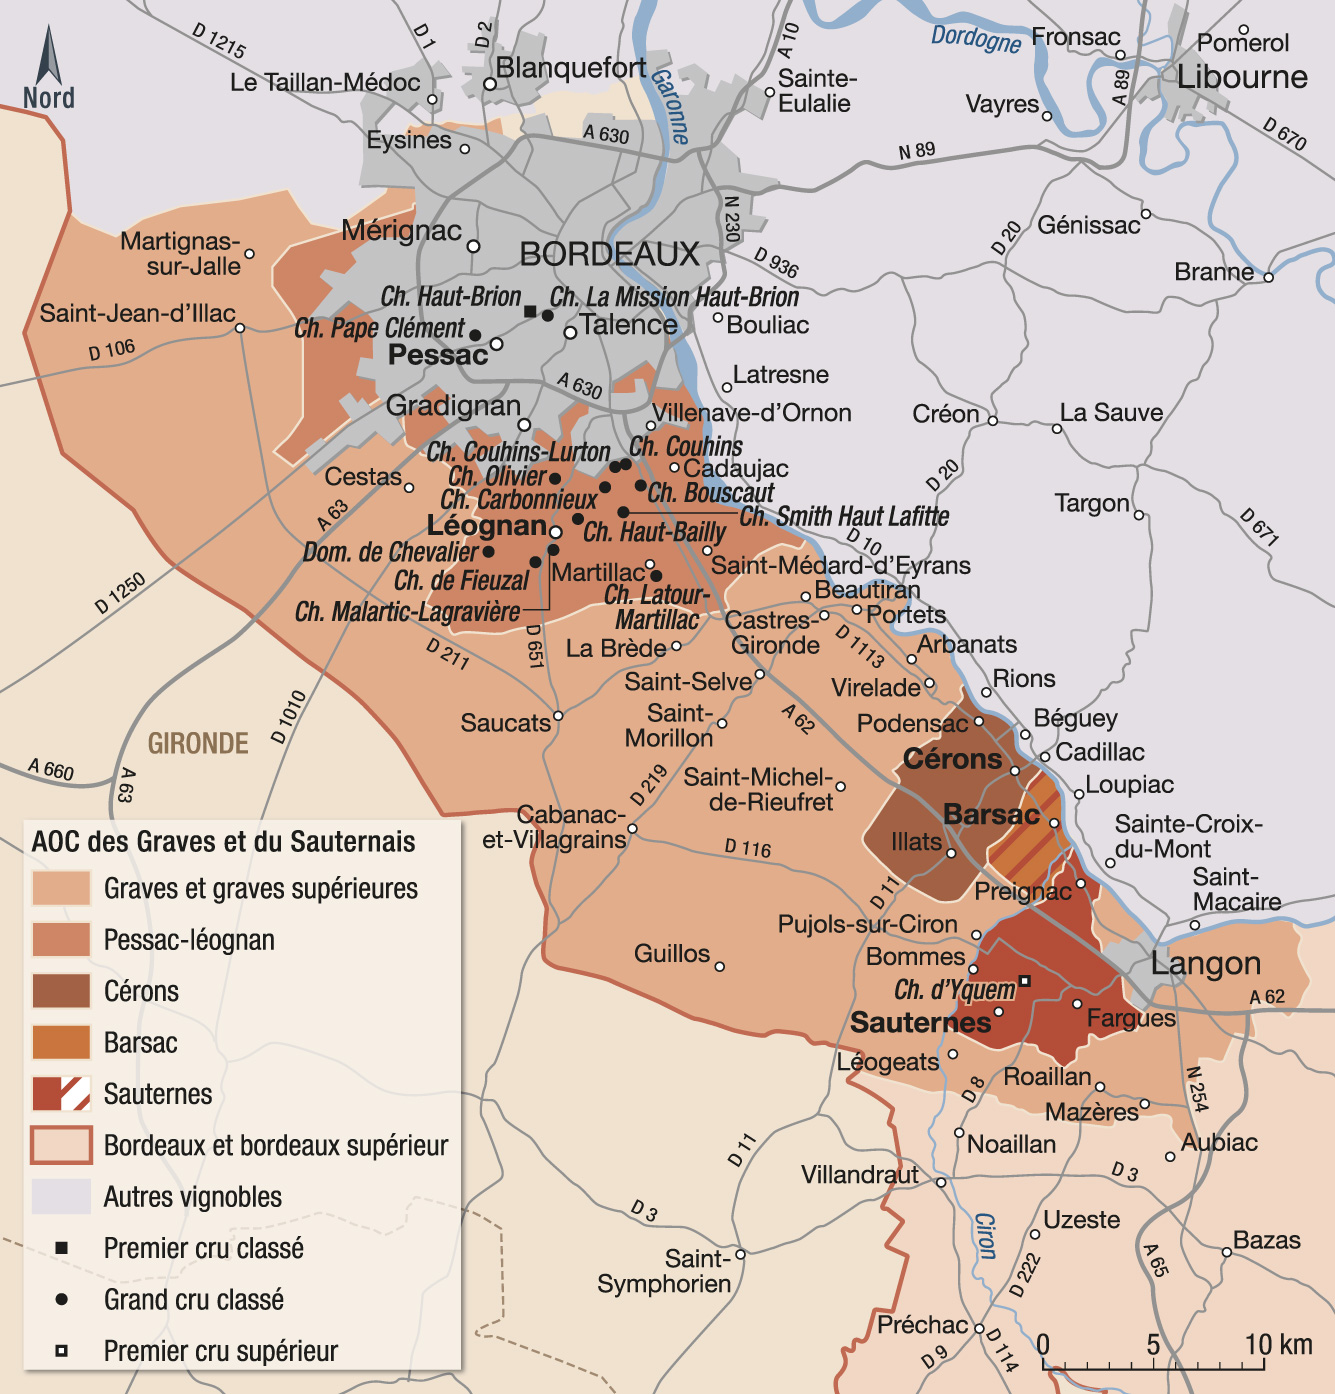 D 1215
D 1
D 2
A 10
Dordogne
Fronsac
Pomerol
Nord
Le Taillan-Médoc
Blanquefort
Garonne
Sainte-
Eulalie
A 89
Libourne
Vayres
Eysines
A 630
N 89
D 670
Mérignac
N 230
Génissac
D 20
Martignas-
sur-Jalle
BORDEAUX
D 936
Branne
Ch. Haut-Brion
Ch. La Mission Haut-Brion
Saint-Jean-d'Illac
Ch. Pape Clément
Talence
Bouliac
D 106
Pessac
A 630
Latresne
Gradignan
Villenave-d'Ornon
Créon
La Sauve
Ch. Couhins-Lurton
Ch. Couhins
Cestas
Ch. Olivier
Cadaujac
D 20
Ch. Carbonnieux
Ch. Bouscaut
Targon
A 63
Léognan
Ch. Smith Haut Lafitte
Ch. Haut-Bailly
D 671
Dom. de Chevalier
D 10
Ch. de Fieuzal
Martillac
Saint-Médard-d'Eyrans
D 1250
Ch. Malartic-Lagravière
Ch. Latour-
Martillac
Beautiran
Castres-
Gironde
Portets
D 651
D 211
La Brède
D 1113
Arbanats
Saint-Selve
Virelade
Rions
D 1010
Saucats
Saint-
Morillon
A 62
Podensac
Béguey
GIRONDE
Cérons
Cadillac
A 660
A 63
D 219
Saint-Michel-
de-Rieufret
Loupiac
Cabanac-
et-Villagrains
Barsac
Sainte-Croix-
du-Mont
D 116
Illats
D 11
Preignac
Saint-
Macaire
Pujols-sur-Ciron
Guillos
Bommes
Langon
Ch. d'Yquem
A 62
Sauternes
Fargues
Léogeats
D 8
Roaillan
N 254
Mazères
Noaillan
Aubiac
D 11
Villandraut
D 3
D 3
Ciron
Uzeste
Bazas
Saint-
Symphorien
D 222
A 65
Préchac
D 9
D 114
0 5 10 km
AOC des Graves et du Sauternais
Graves et graves supérieures
Pessac-léognan
Cérons
Barsac
Sauternes
Bordeaux et bordeaux supérieur
Autres vignobles
Premier cru classé
Grand cru classé
Premier cru supérieur